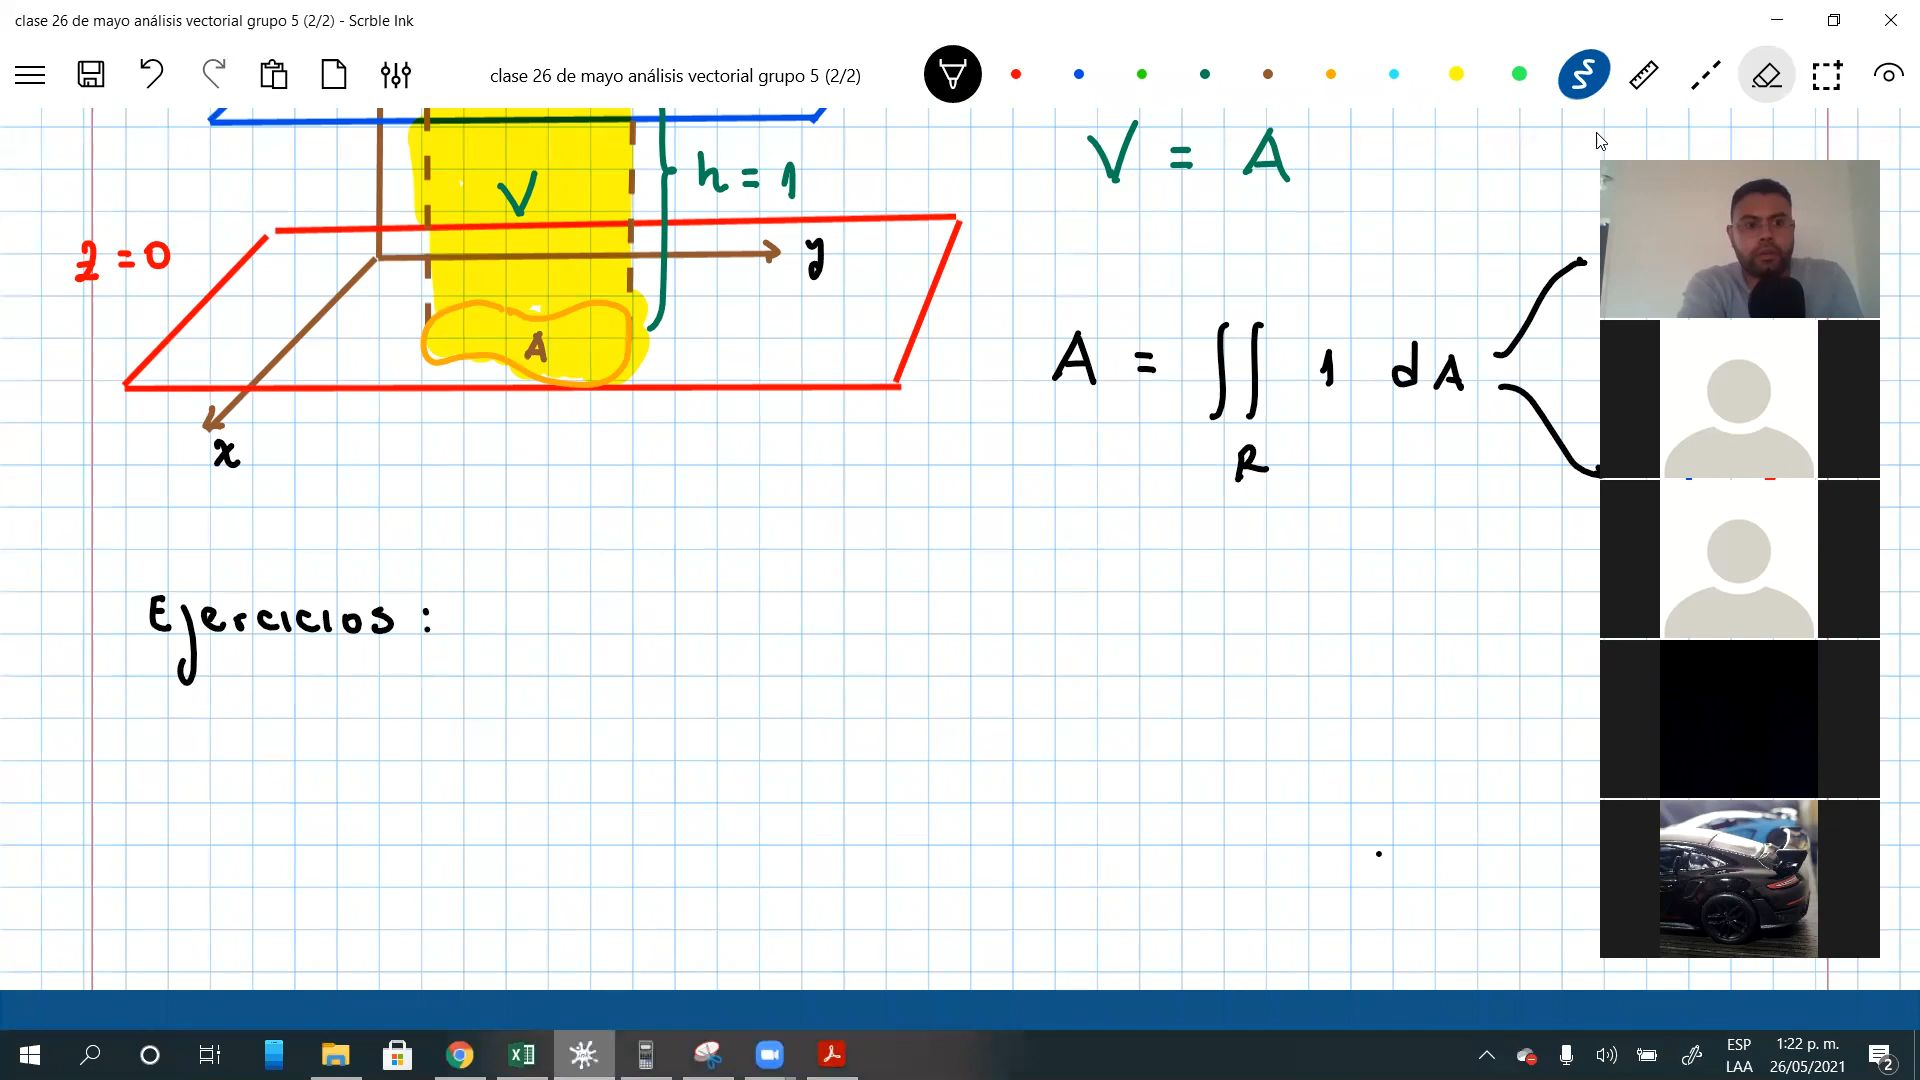 clase 26 de mayo análisis vectorial grupo 5 (2/2) - Scrble Ink
clase 26 de mayo análisis vectorial grupo 5 (2/2)
V = A
V
h = 1
z = 0
y
A
x
A = ∬ 1 dA
R
Ejercicios :
ESP
LAA
1:22 p. m.
26/05/2021
2